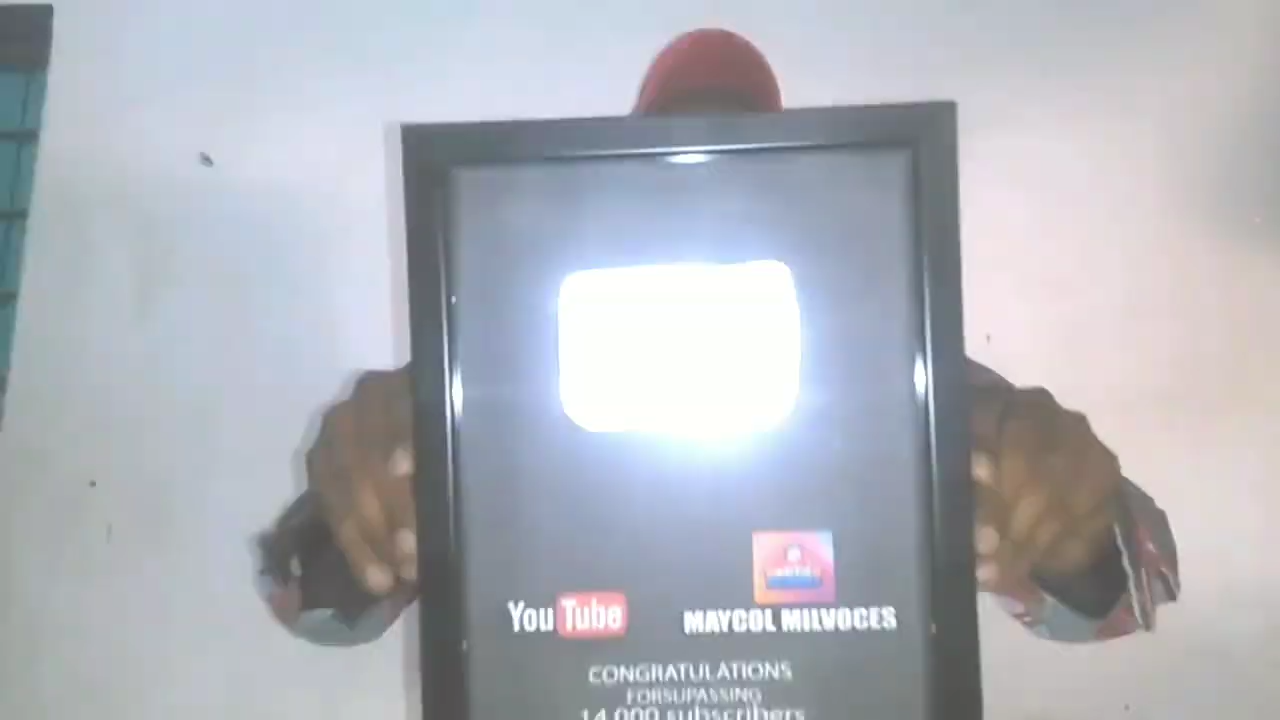 YouTube
MAYCOL MILVOCES
CONGRATULATIONS
FORSUPASSING
14,000 subscribers